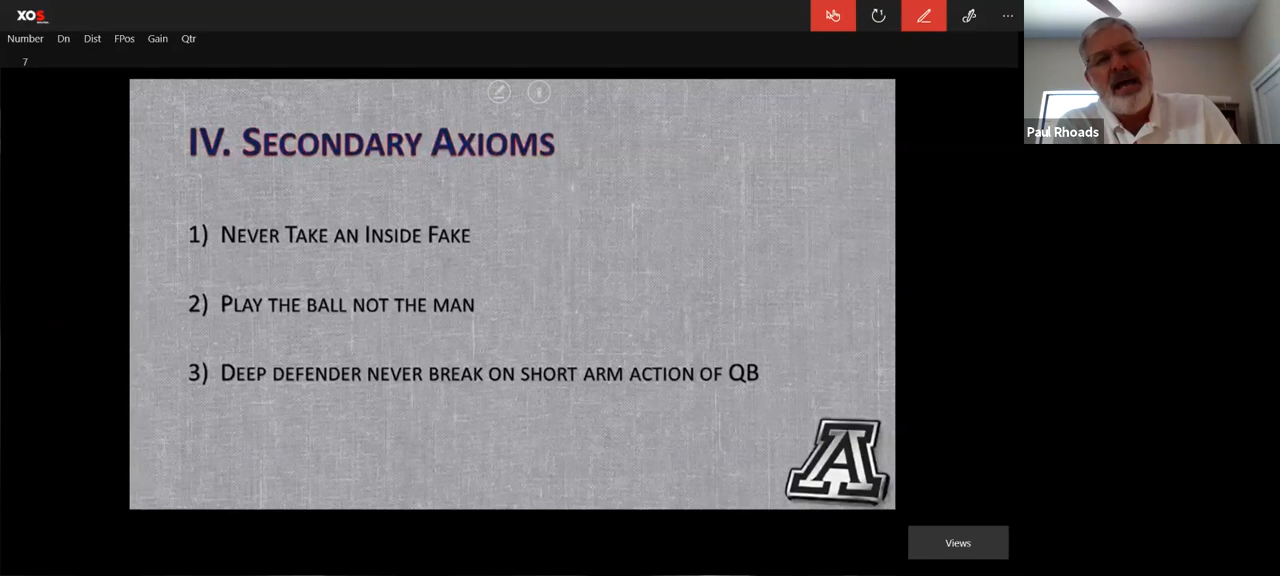 XOS
Number Dn Dist FPos Gain Qtr
7
IV. SECONDARY AXIOMS
1) NEVER TAKE AN INSIDE FAKE
2) PLAY THE BALL NOT THE MAN
3) DEEP DEFENDER NEVER BREAK ON SHORT ARM ACTION OF QB
A
Paul Rhoads
Views